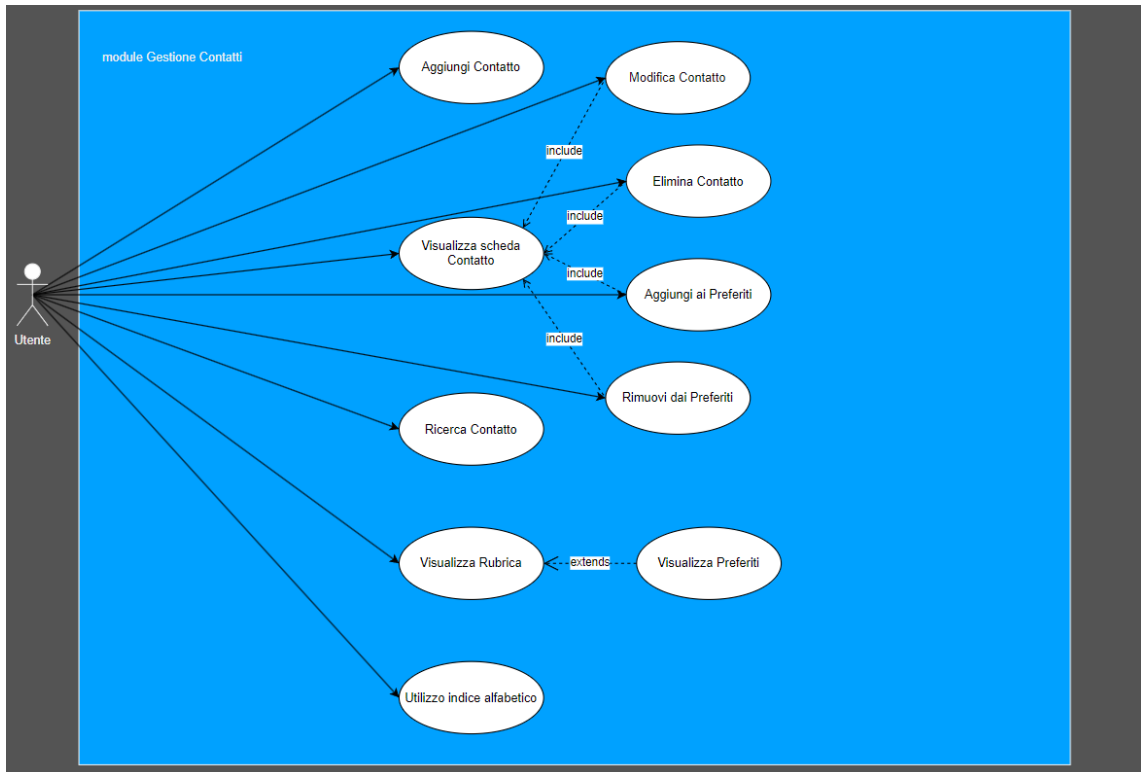 module Gestione Contatti
Aggiungi Contatto
Modifica Contatto
include
Elimina Contatto
include
Visualizza scheda
Contatto
include
Aggiungi ai Preferiti
Utente
include
Rimuovi dai Preferiti
Ricerca Contatto
Visualizza Rubrica
extends
Visualizza Preferiti
Utilizzo indice alfabetico